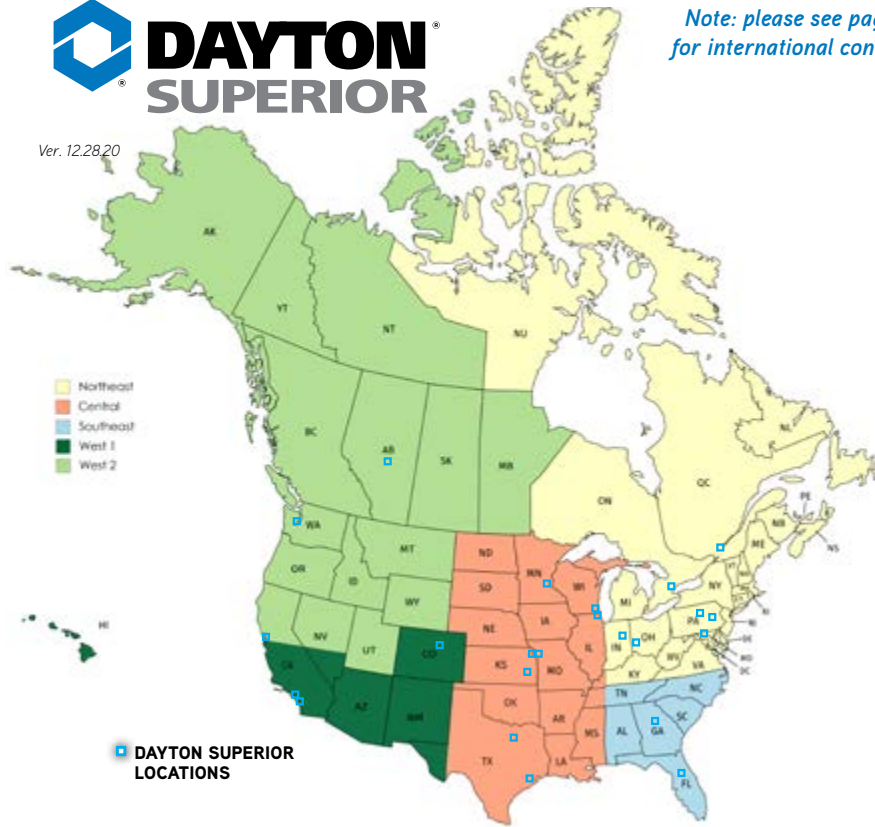 DAYTON®
SUPERIOR
®
Note: please see pag
for international con
Ver. 12.28.20
AK
YT
NT
NU
Northeast
Central
Southeast
West 1
West 2
BC
AB
SK
MB
ON
QC
NL
PE
NB
NS
ME
WA
MT
ND
MN
OR
ID
SD
WI
MI
NY
VT
RI
WY
NE
IA
PA
NJ
DE
MD
DC
HI
NV
UT
CO
CA
KS
MO
IL
IN
OH
WV
VA
KY
AZ
NM
OK
AR
TN
NC
SC
MS
AL
GA
TX
LA
FL
DAYTON SUPERIOR
LOCATIONS